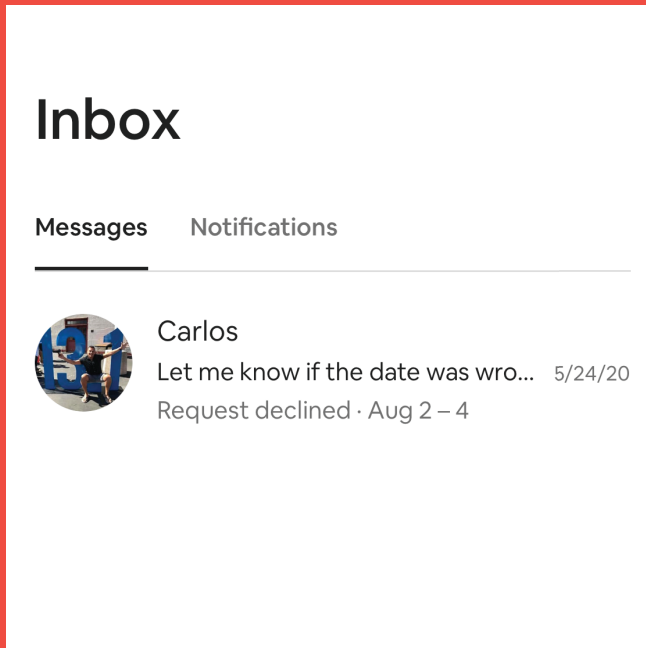 Inbox
Messages Notifications
Carlos
Let me know if the date was wro... 5/24/20
Request declined · Aug 2 – 4
131